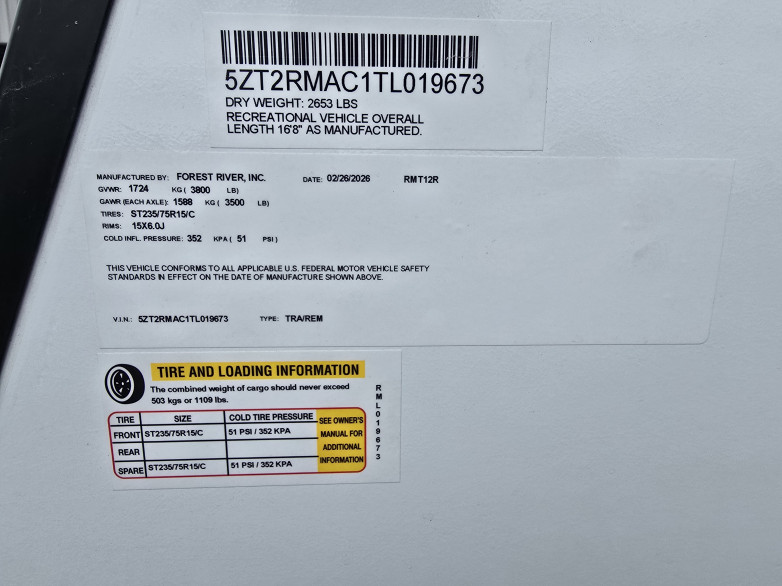 5ZT2RMAC1TL019673
DRY WEIGHT: 2653 LBS
RECREATIONAL VEHICLE OVERALL
LENGTH 16'8" AS MANUFACTURED.
MANUFACTURED BY: FOREST RIVER, INC. DATE: 02/26/2026 RMT12R
GVWR: 1724 KG ( 3800 LB)
GAWR (EACH AXLE): 1588 KG ( 3500 LB)
TIRES: ST235/75R15/C
RIMS: 15X6.0J
COLD INFL. PRESSURE: 352 KPA ( 51 PSI )
THIS VEHICLE CONFORMS TO ALL APPLICABLE U.S. FEDERAL MOTOR VEHICLE SAFETY
STANDARDS IN EFFECT ON THE DATE OF MANUFACTURE SHOWN ABOVE.
V.I.N.: 5ZT2RMAC1TL019673 TYPE: TRA/REM
TIRE AND LOADING INFORMATION
The combined weight of cargo should never exceed
503 kgs or 1109 lbs.
TIRE SIZE COLD TIRE PRESSURE
FRONT ST235/75R15/C 51 PSI / 352 KPA
REAR
SPARE ST235/75R15/C 51 PSI / 352 KPA
SEE OWNER'S
MANUAL FOR
ADDITIONAL
INFORMATION
RML019673